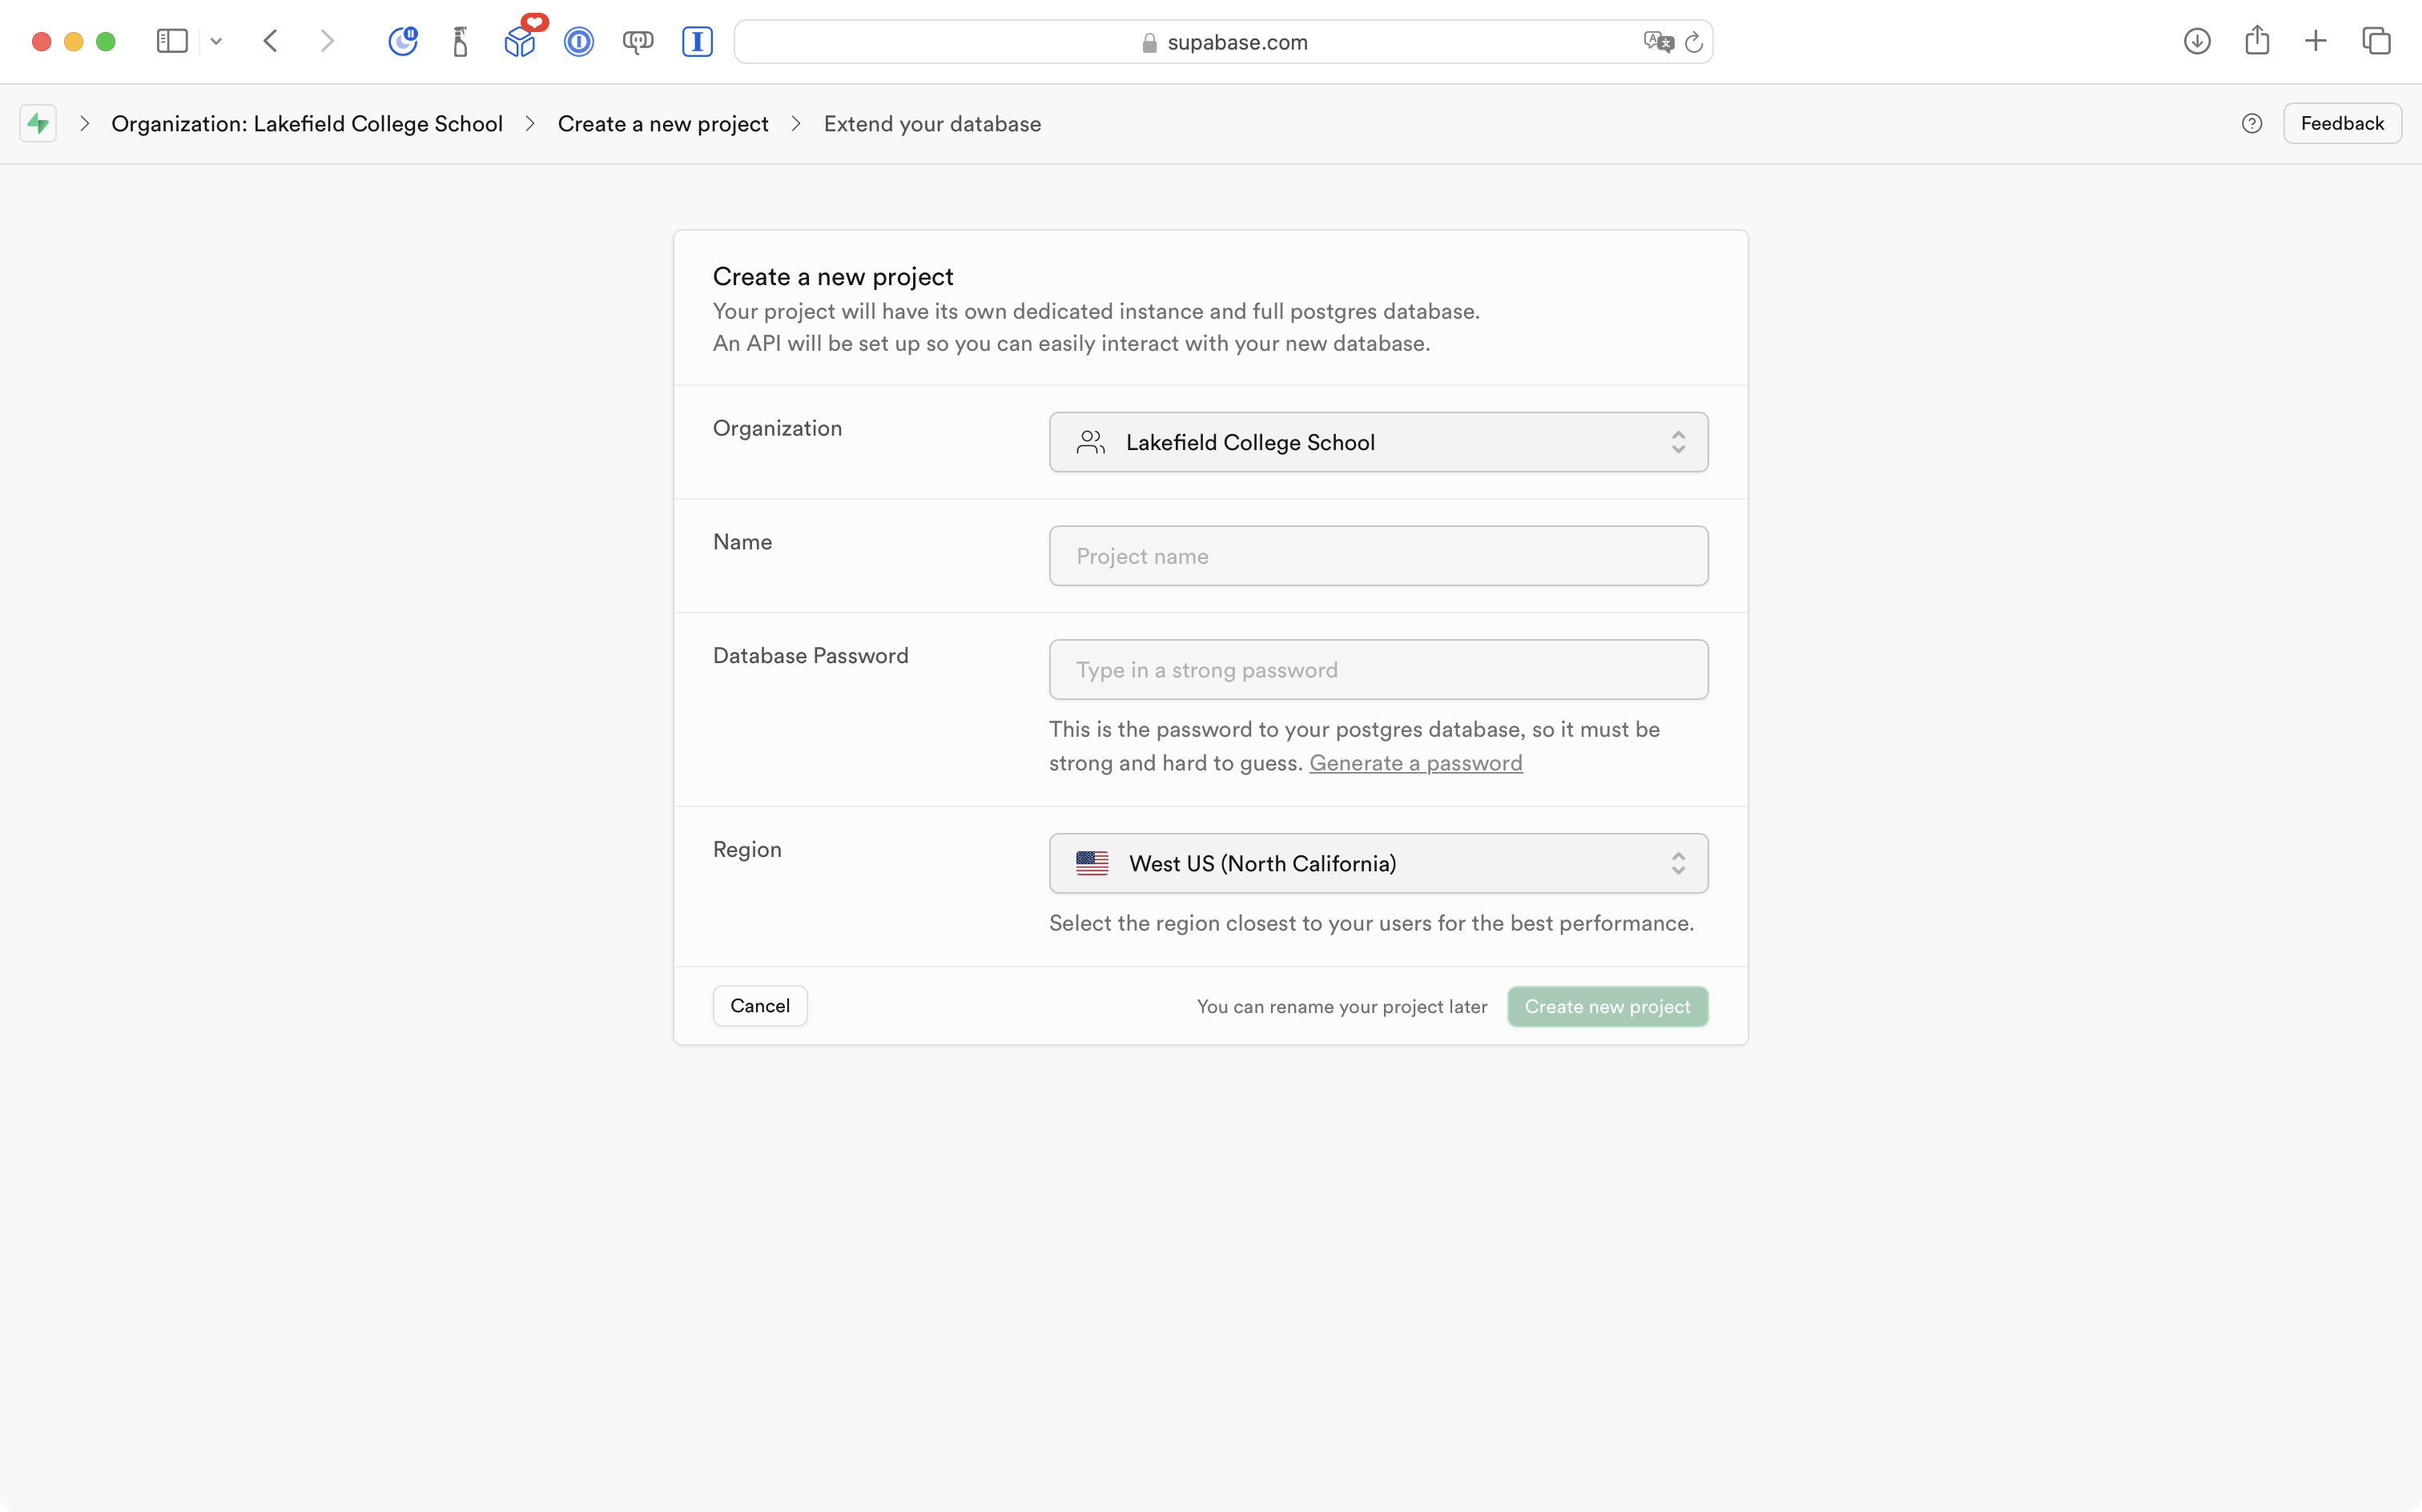 supabase.com
Organization: Lakefield College School
Create a new project
Extend your database
Feedback
Create a new project
Your project will have its own dedicated instance and full postgres database.
An API will be set up so you can easily interact with your new database.
Organization
Lakefield College School
Name
Project name
Database Password
Type in a strong password
This is the password to your postgres database, so it must be
strong and hard to guess. Generate a password
Region
West US (North California)
Select the region closest to your users for the best performance.
Cancel
You can rename your project later
Create new project